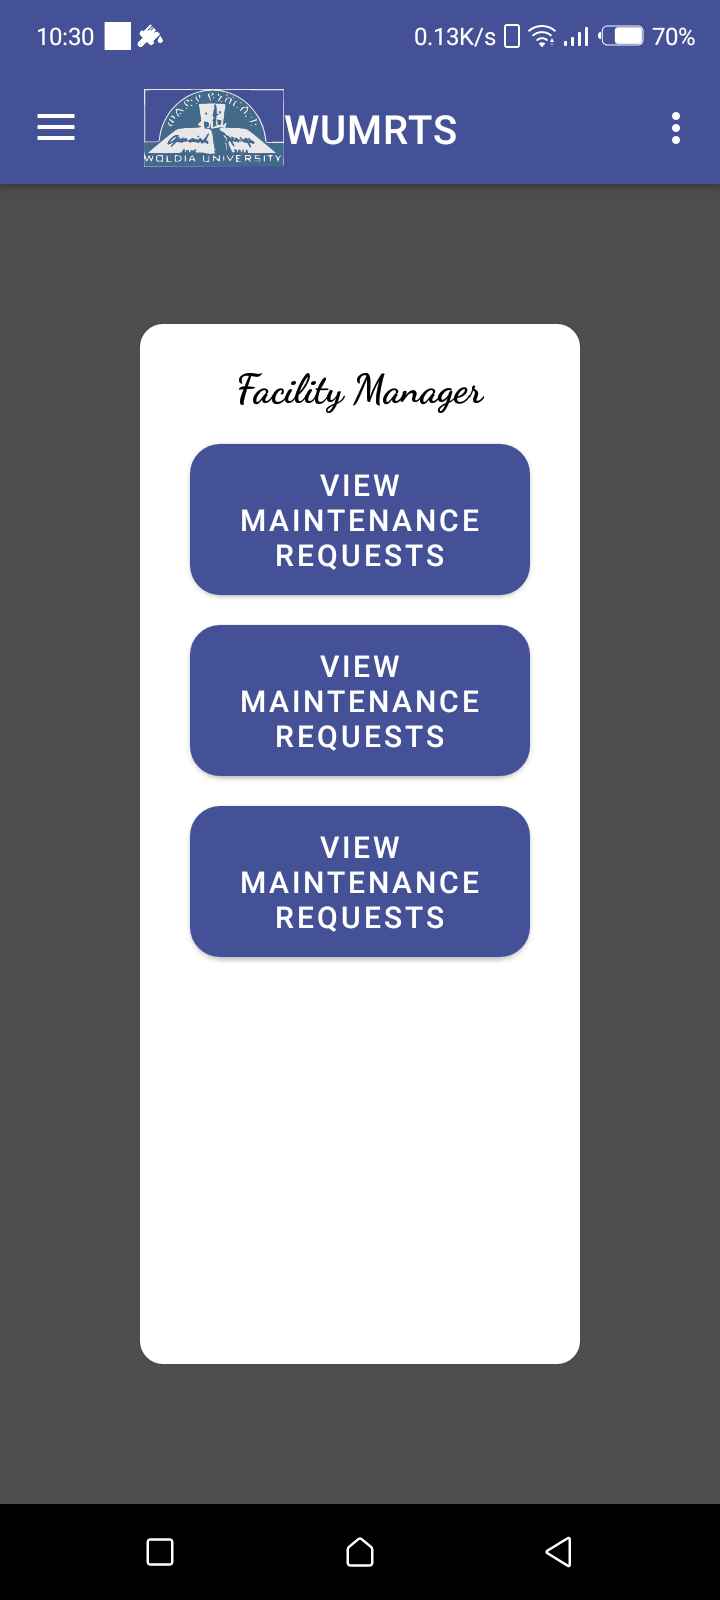 10:30
0.13K/s
70%
WOLDIA UNIVERSITY
WUMRTS
Facility Manager
VIEW
MAINTENANCE
REQUESTS
VIEW
MAINTENANCE
REQUESTS
VIEW
MAINTENANCE
REQUESTS